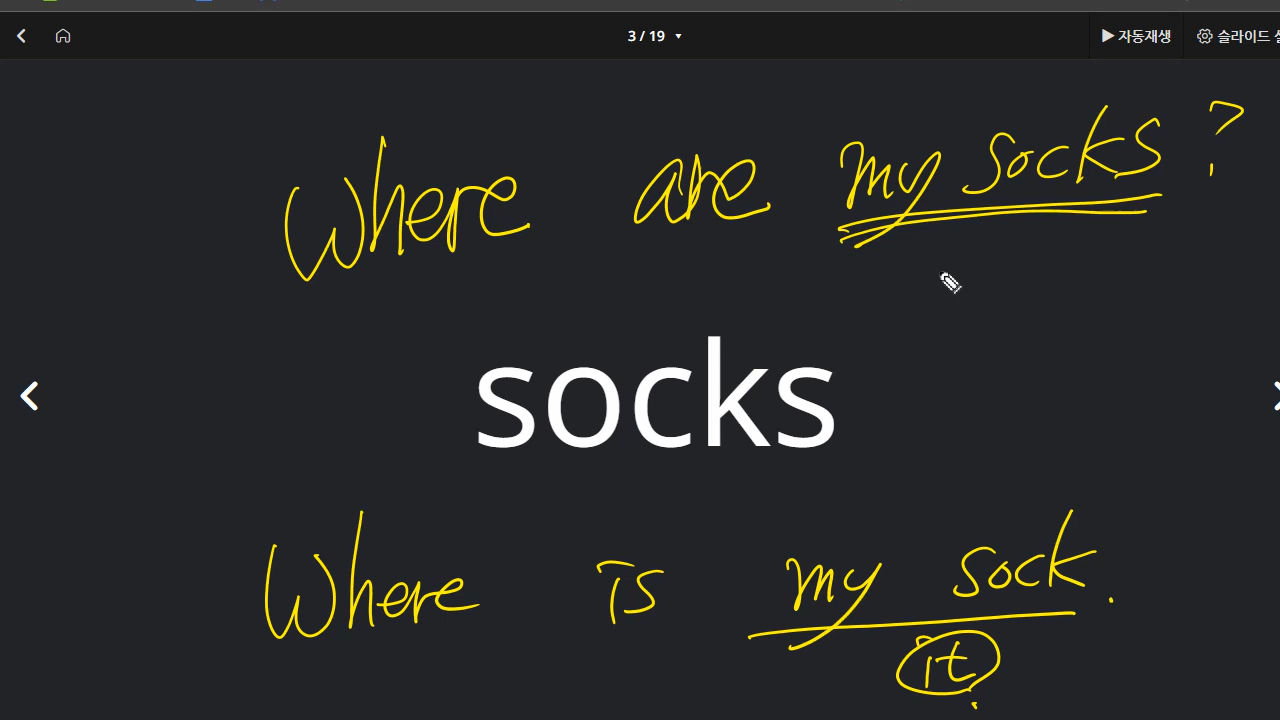 3 / 19
자동재생
슬라이드
Where are my socks ?
socks
Where is my sock .
it